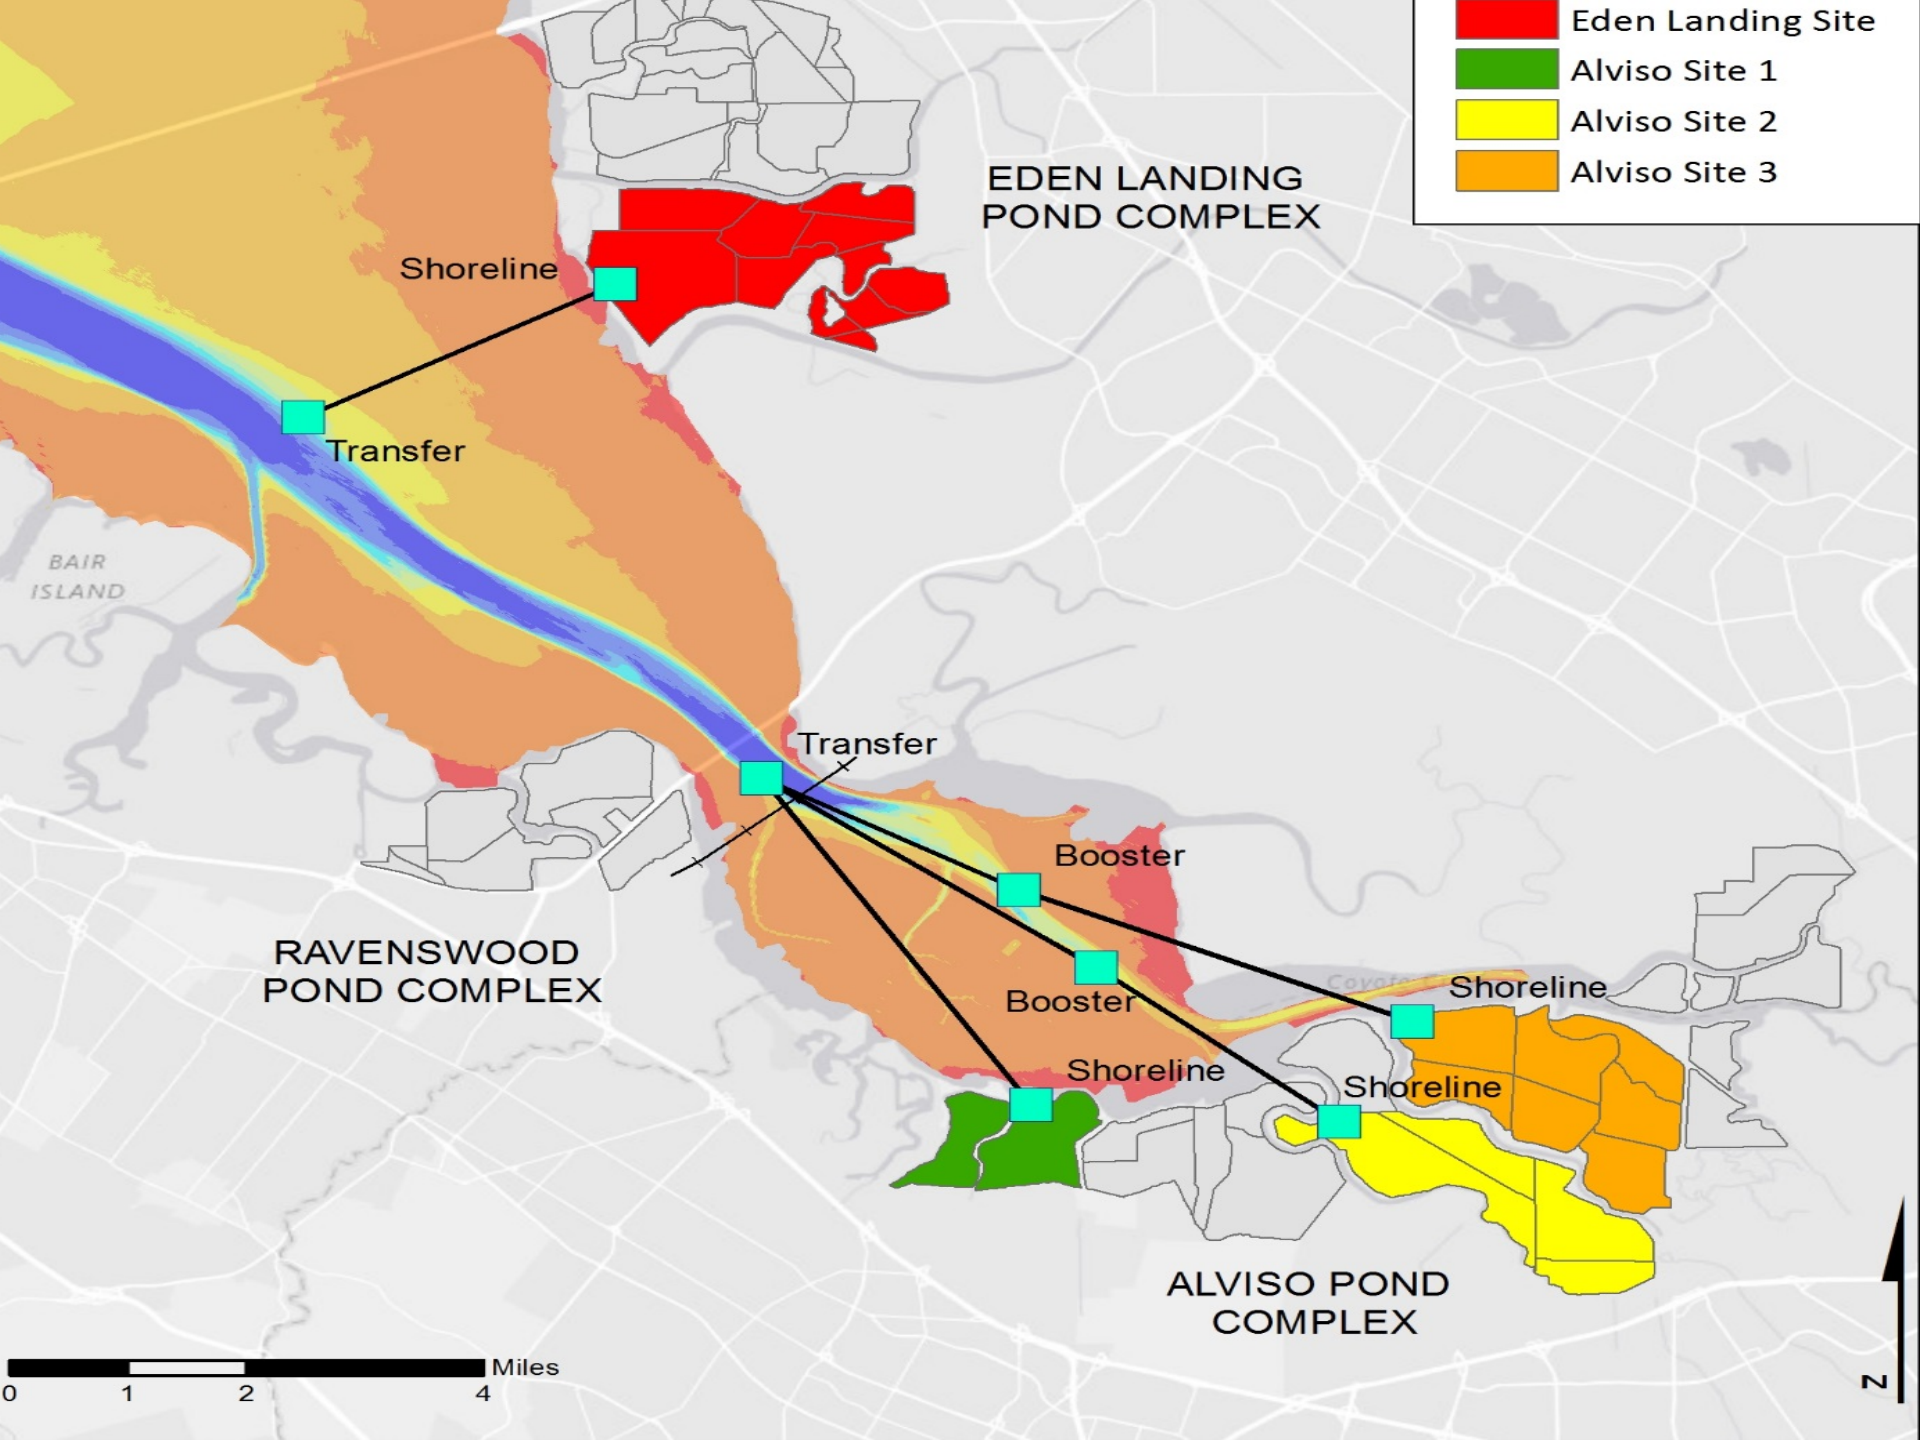 Eden Landing Site
Alviso Site 1
Alviso Site 2
Alviso Site 3
EDEN LANDING
POND COMPLEX
Shoreline
Transfer
BAIR
ISLAND
Transfer
Booster
RAVENSWOOD
POND COMPLEX
Coyote C
Shoreline
Booster
Shoreline
Shoreline
ALVISO POND
COMPLEX
Miles
0 1 2 4
N